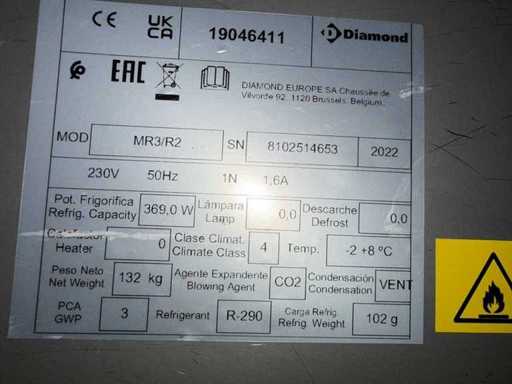 CE UK CA 19046411 Diamond
EAC DIAMOND EUROPE SA Chaussée de
Vilvorde 92, 1120 Brussels, Belgium.
MOD MR3/R2 SN 8102514653 2022
230V 50Hz 1N 1,6A
Pot. Frigorifica Refrig. Capacity 369,0 W Lámpara Lamp 0,0 Descarche Defrost 0,0
Calefactor Heater 0 Clase Climat. Climate Class 4 Temp. -2 +8 ºC
Peso Neto Net Weight 132 kg Agente Expandente Blowing Agent CO2 Condensación Condensation VENT
PCA GWP 3 Refrigerant R-290 Carga Refrig. Refrig. Weight 102 g